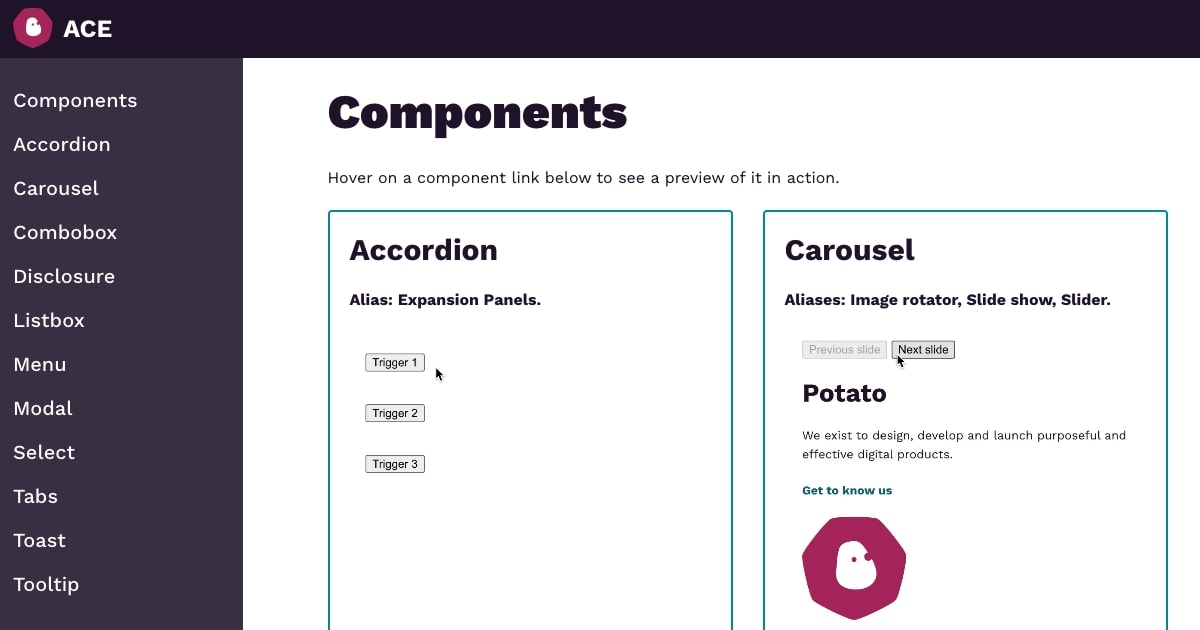 ACE
Components
Accordion
Carousel
Combobox
Disclosure
Listbox
Menu
Modal
Select
Tabs
Toast
Tooltip
Components
Hover on a component link below to see a preview of it in action.
Accordion
Alias: Expansion Panels.
Trigger 1
Trigger 2
Trigger 3
Carousel
Aliases: Image rotator, Slide show, Slider.
Previous slide Next slide
Potato
We exist to design, develop and launch purposeful and
effective digital products.
Get to know us